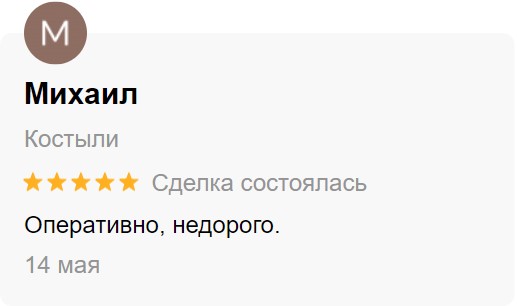 М
Михаил
Костыли
Сделка состоялась
Оперативно, недорого.
14 мая